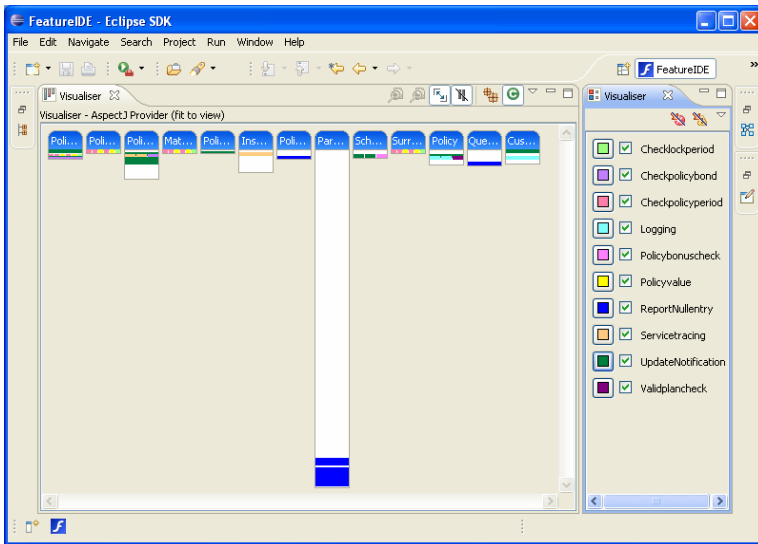 FeatureIDE - Eclipse SDK
File Edit Navigate Search Project Run Window Help
FeatureIDE »
Visualiser
Visualiser - AspectJ Provider (fit to view)
Poli... Poli... Poli... Mat... Poli... Ins... Poli... Par... Sch... Surr... Policy Que... Cus...
Visualiser
Checklockperiod
Checkpolicybond
Checkpolicyperiod
Logging
Policybonuscheck
Policyvalue
ReportNullentry
Servicetracing
UpdateNotification
Validplancheck